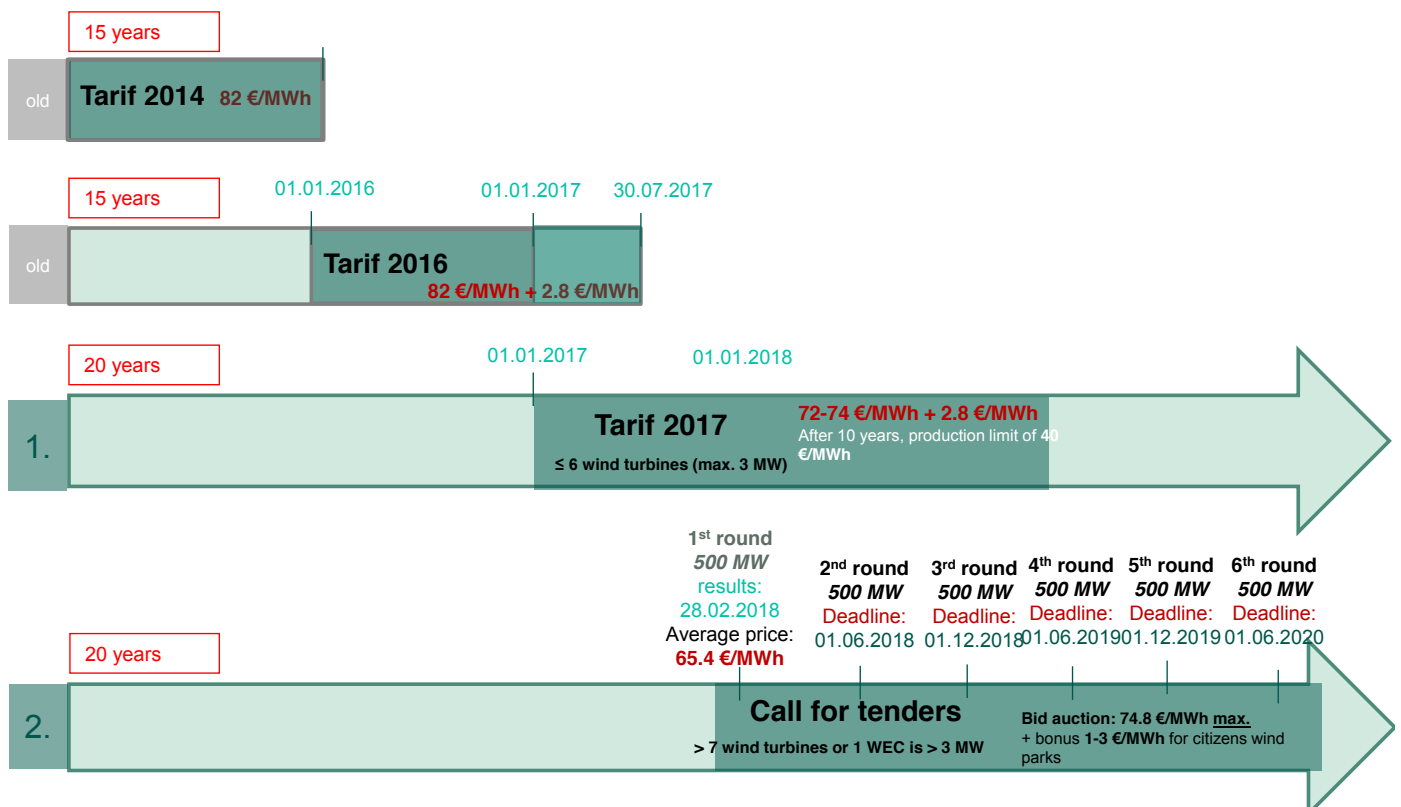 15 years
old
Tarif 2014 82 €/MWh
15 years
01.01.2016
01.01.2017
30.07.2017
old
Tarif 2016
82 €/MWh + 2.8 €/MWh
20 years
01.01.2017
01.01.2018
1.
Tarif 2017
≤ 6 wind turbines (max. 3 MW)
72-74 €/MWh + 2.8 €/MWh
After 10 years, production limit of 40
€/MWh
1st round
500 MW
results:
28.02.2018
Average price:
65.4 €/MWh
2nd round
500 MW
Deadline:
01.06.2018
3rd round
500 MW
Deadline:
01.12.2018
4th round
500 MW
Deadline:
01.06.2019
5th round
500 MW
Deadline:
01.12.2019
6th round
500 MW
Deadline:
01.06.2020
20 years
2.
Call for tenders
> 7 wind turbines or 1 WEC is > 3 MW
Bid auction: 74.8 €/MWh max.
+ bonus 1-3 €/MWh for citizens wind
parks